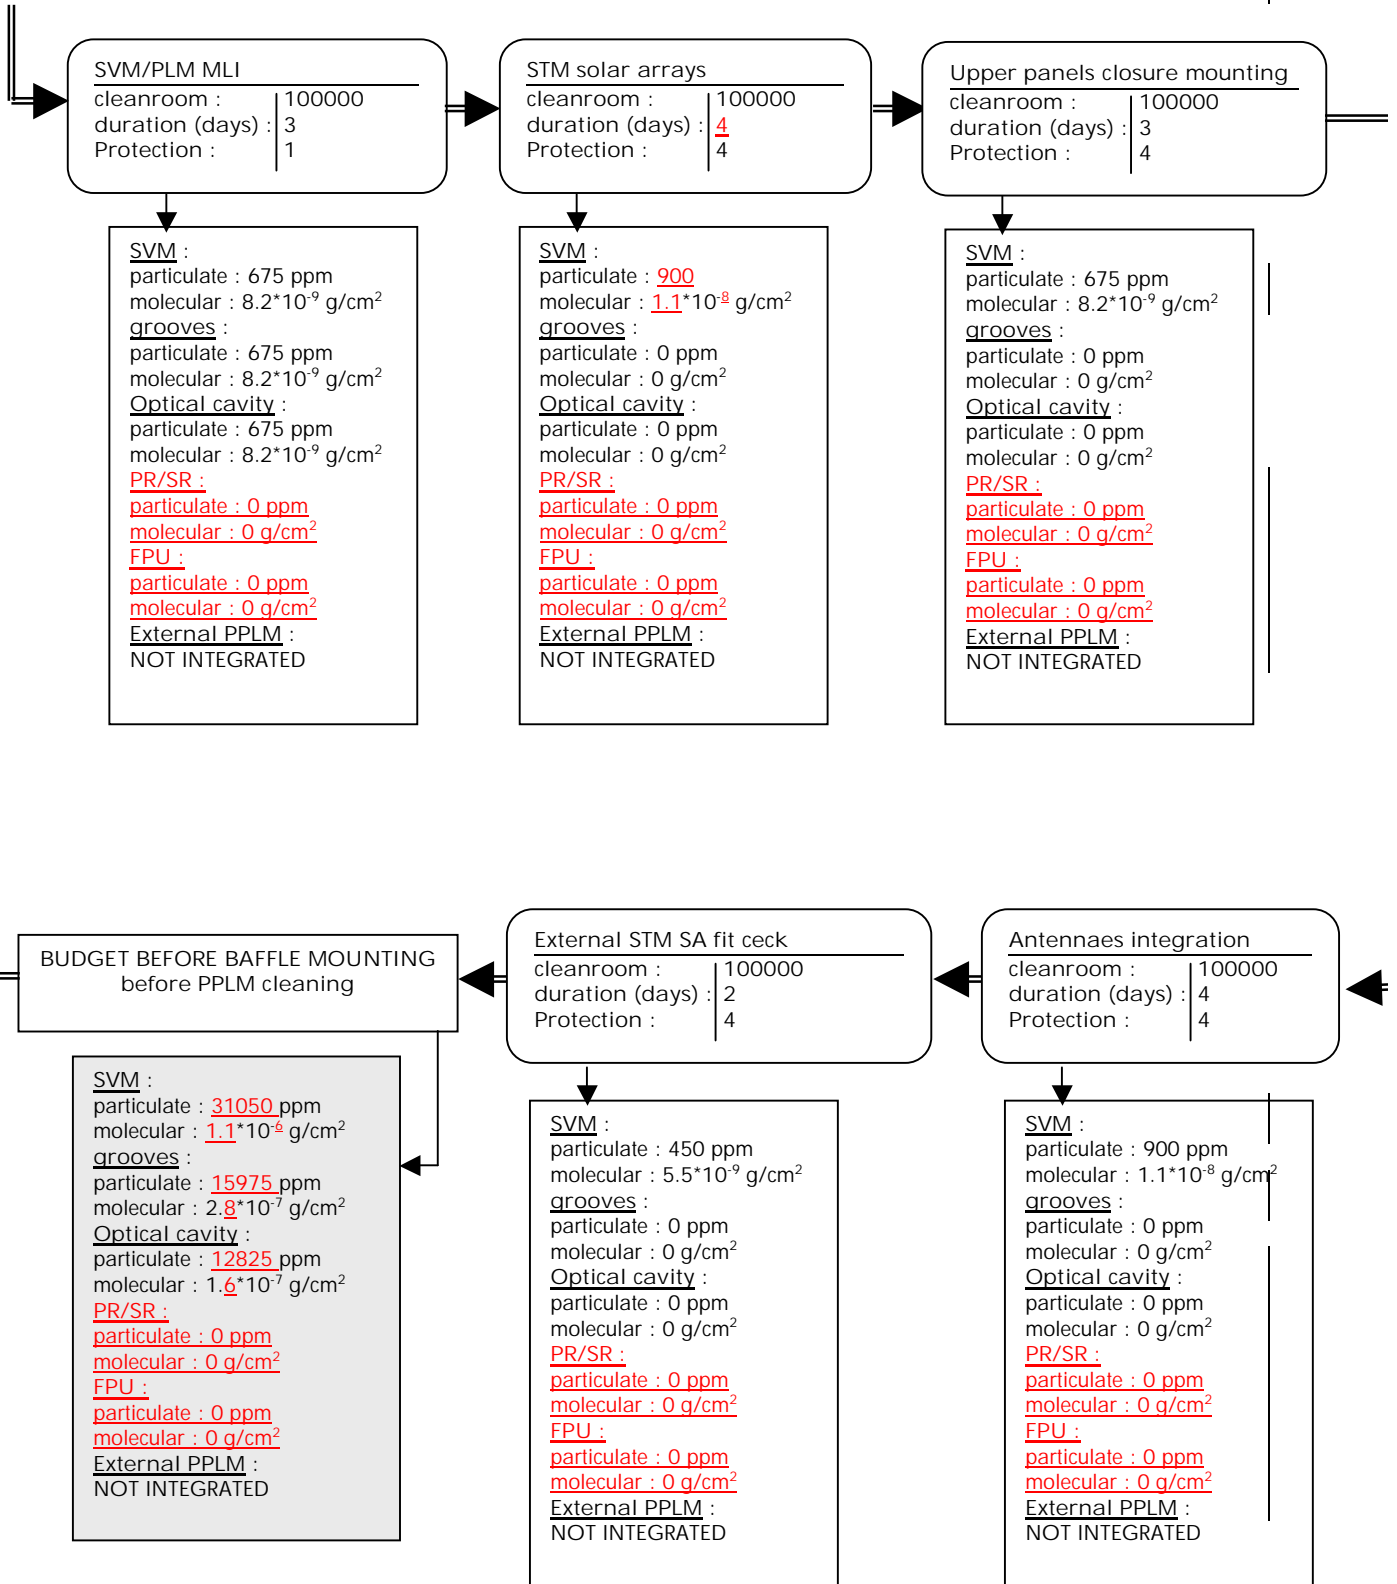 SVM/PLM MLI
cleanroom : 100000
duration (days) : 3
Protection : 1
SVM :
particulate : 675 ppm
molecular : 8.2*10-9 g/cm2
grooves :
particulate : 675 ppm
molecular : 8.2*10-9 g/cm2
Optical cavity :
particulate : 675 ppm
molecular : 8.2*10-9 g/cm2
PR/SR :
particulate : 0 ppm
molecular : 0 g/cm2
FPU :
particulate : 0 ppm
molecular : 0 g/cm2
External PPLM :
NOT INTEGRATED
STM solar arrays
cleanroom : 100000
duration (days) : 4
Protection : 4
SVM :
particulate : 900
molecular : 1.1*10-8 g/cm2
grooves :
particulate : 0 ppm
molecular : 0 g/cm2
Optical cavity :
particulate : 0 ppm
molecular : 0 g/cm2
PR/SR :
particulate : 0 ppm
molecular : 0 g/cm2
FPU :
particulate : 0 ppm
molecular : 0 g/cm2
External PPLM :
NOT INTEGRATED
Upper panels closure mounting
cleanroom : 100000
duration (days) : 3
Protection : 4
SVM :
particulate : 675 ppm
molecular : 8.2*10-9 g/cm2
grooves :
particulate : 0 ppm
molecular : 0 g/cm2
Optical cavity :
particulate : 0 ppm
molecular : 0 g/cm2
PR/SR :
particulate : 0 ppm
molecular : 0 g/cm2
FPU :
particulate : 0 ppm
molecular : 0 g/cm2
External PPLM :
NOT INTEGRATED
BUDGET BEFORE BAFFLE MOUNTING
before PPLM cleaning
SVM :
particulate : 31050 ppm
molecular : 1.1*10-6 g/cm2
grooves :
particulate : 15975 ppm
molecular : 2.8*10-7 g/cm2
Optical cavity :
particulate : 12825 ppm
molecular : 1.6*10-7 g/cm2
PR/SR :
particulate : 0 ppm
molecular : 0 g/cm2
FPU :
particulate : 0 ppm
molecular : 0 g/cm2
External PPLM :
NOT INTEGRATED
External STM SA fit ceck
cleanroom : 100000
duration (days) : 2
Protection : 4
SVM :
particulate : 450 ppm
molecular : 5.5*10-9 g/cm2
grooves :
particulate : 0 ppm
molecular : 0 g/cm2
Optical cavity :
particulate : 0 ppm
molecular : 0 g/cm2
PR/SR :
particulate : 0 ppm
molecular : 0 g/cm2
FPU :
particulate : 0 ppm
molecular : 0 g/cm2
External PPLM :
NOT INTEGRATED
Antennaes integration
cleanroom : 100000
duration (days) : 4
Protection : 4
SVM :
particulate : 900 ppm
molecular : 1.1*10-8 g/cm2
grooves :
particulate : 0 ppm
molecular : 0 g/cm2
Optical cavity :
particulate : 0 ppm
molecular : 0 g/cm2
PR/SR :
particulate : 0 ppm
molecular : 0 g/cm2
FPU :
particulate : 0 ppm
molecular : 0 g/cm2
External PPLM :
NOT INTEGRATED